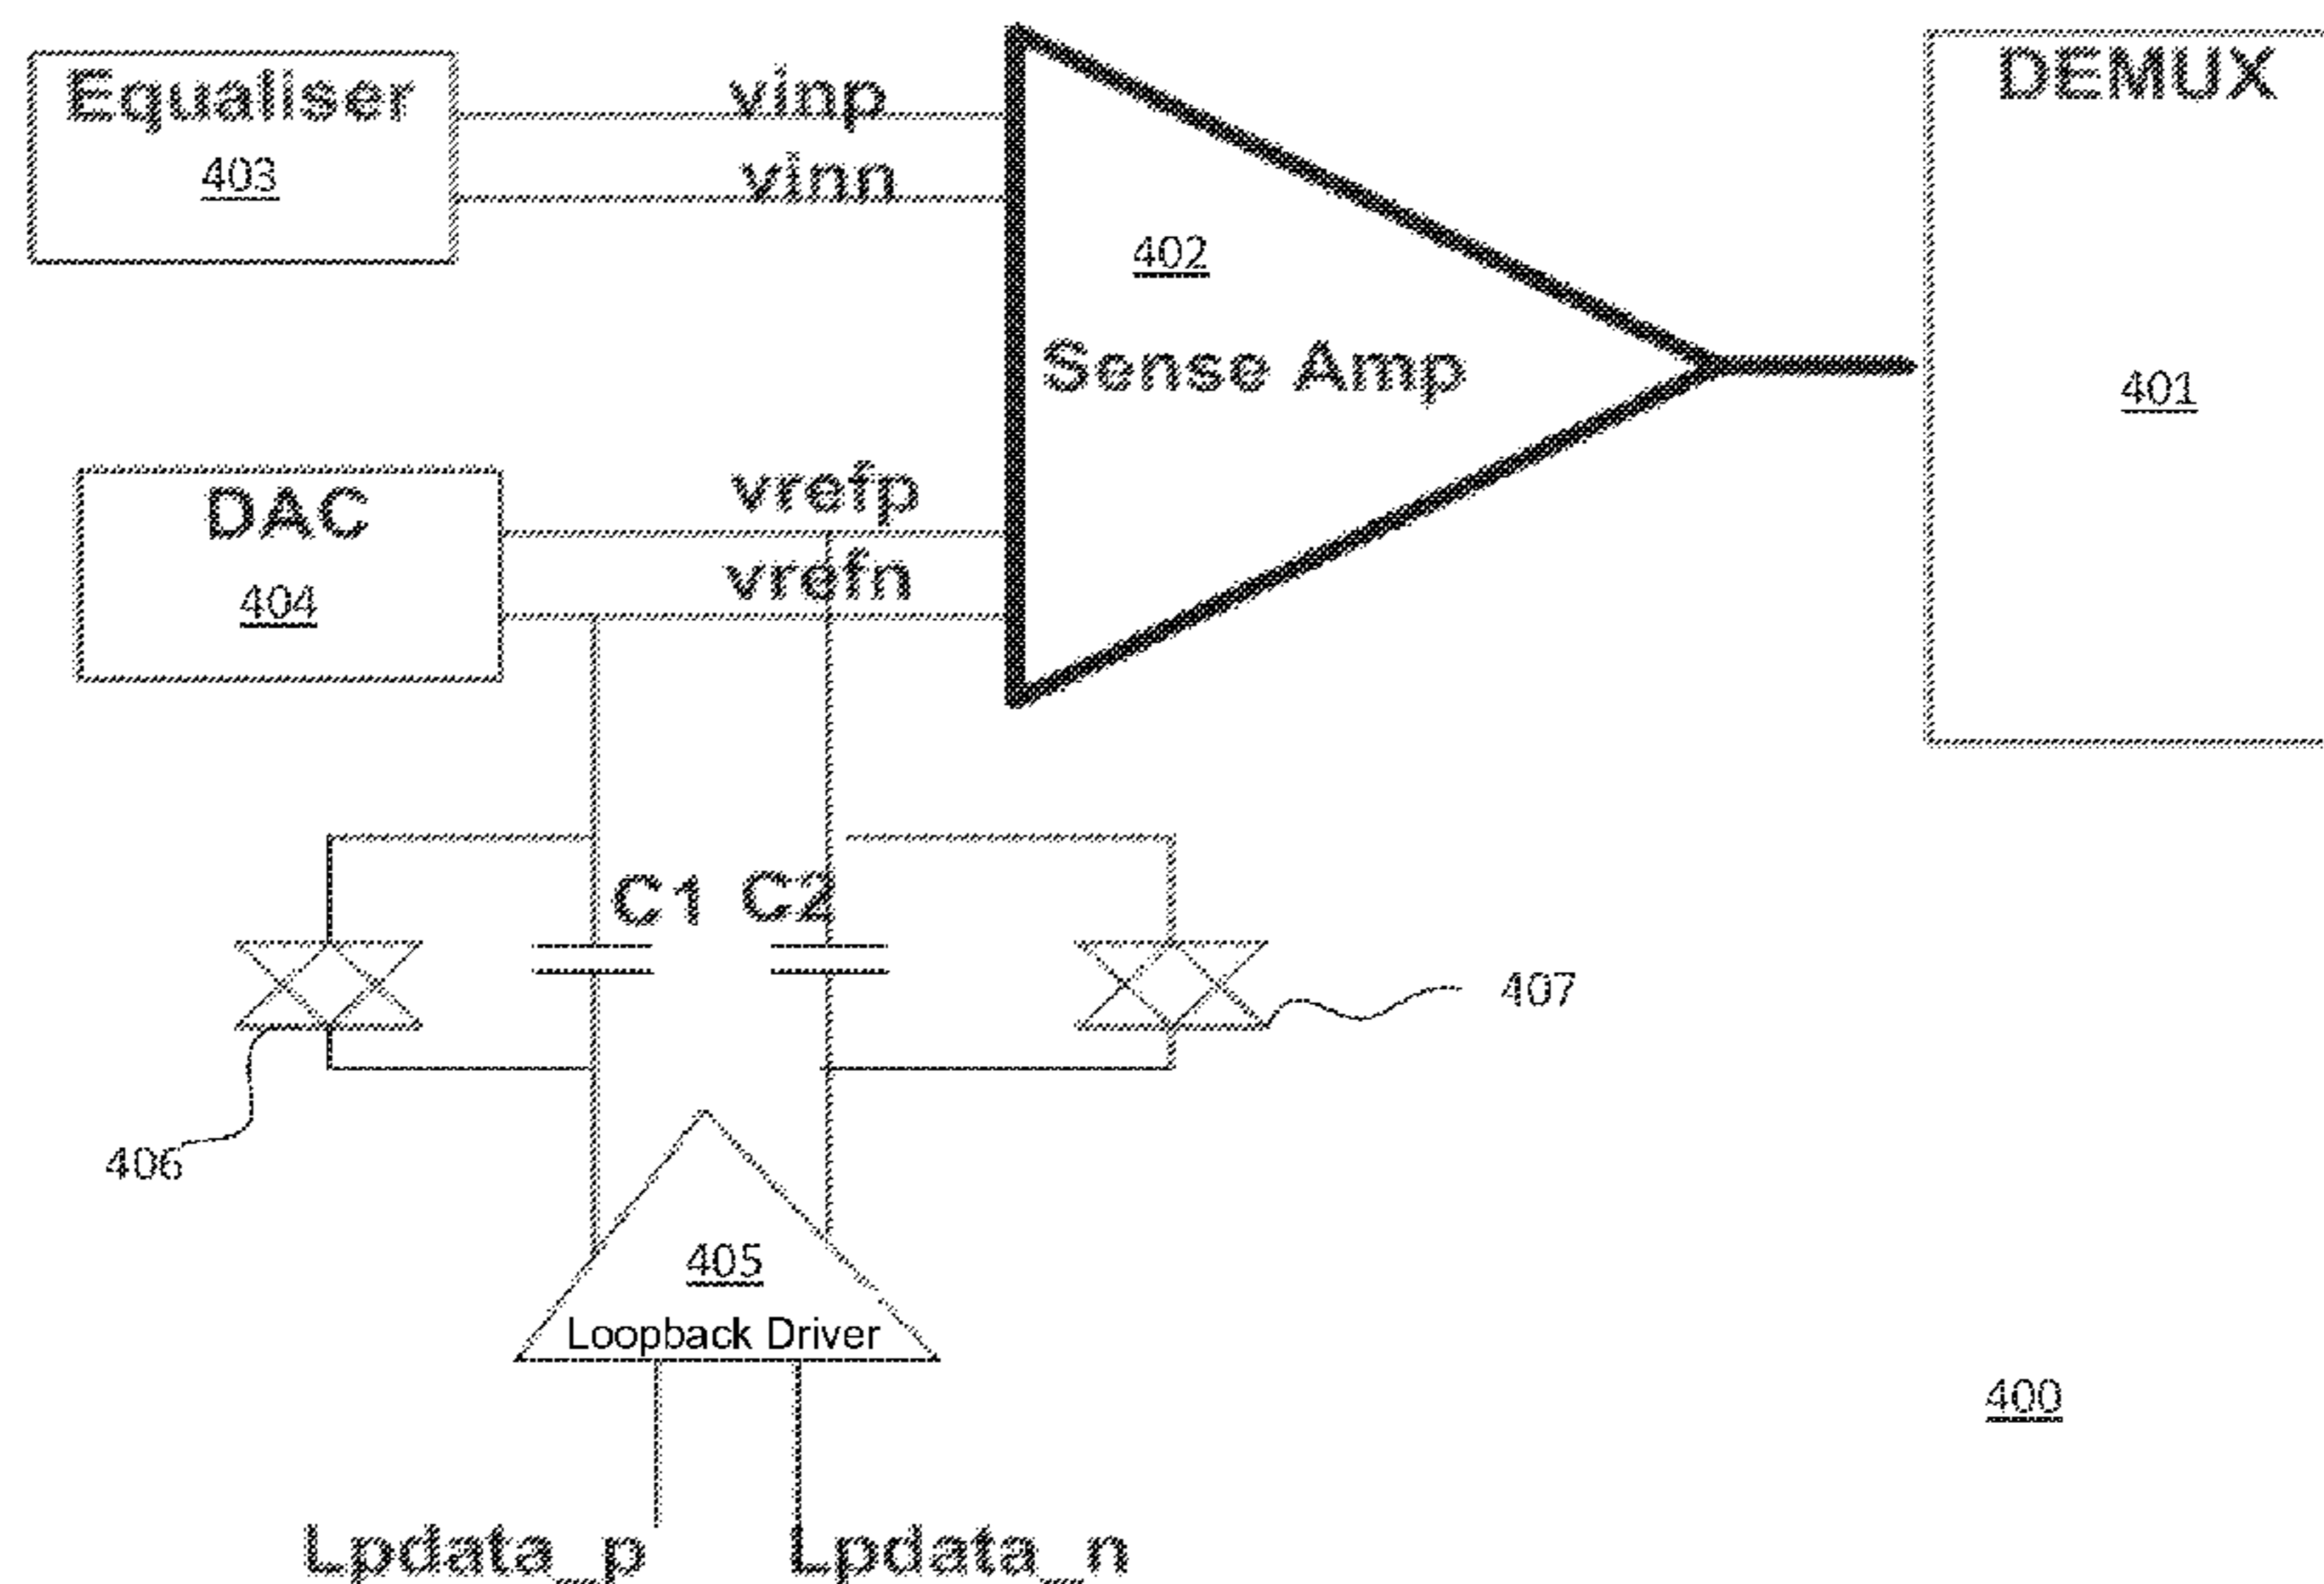 Equaliser
403
vinp
vinn
402
Sense Amp
DEMUX
401
DAC
404
vrefp
vrefn
C1
C2
406
407
405
Loopback Driver
Lpdata_p
Lpdata_n
400